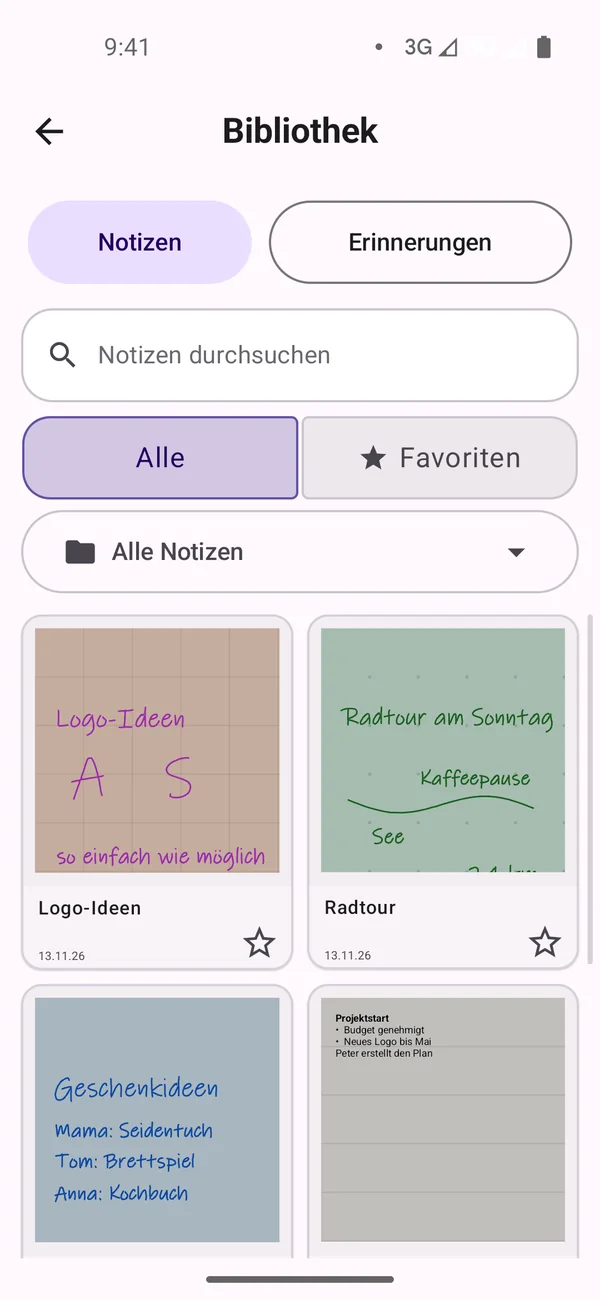 9:41
3G
Bibliothek
Notizen
Erinnerungen
Notizen durchsuchen
Alle
Favoriten
Alle Notizen
Logo-Ideen
A S
so einfach wie möglich
Logo-Ideen
13.11.26
Radtour am Sonntag
Kaffeepause
See
Radtour
13.11.26
Geschenkideen
Mama: Seidentuch
Tom: Brettspiel
Anna: Kochbuch
Projektstart
• Budget genehmigt
• Neues Logo bis Mai
Peter erstellt den Plan